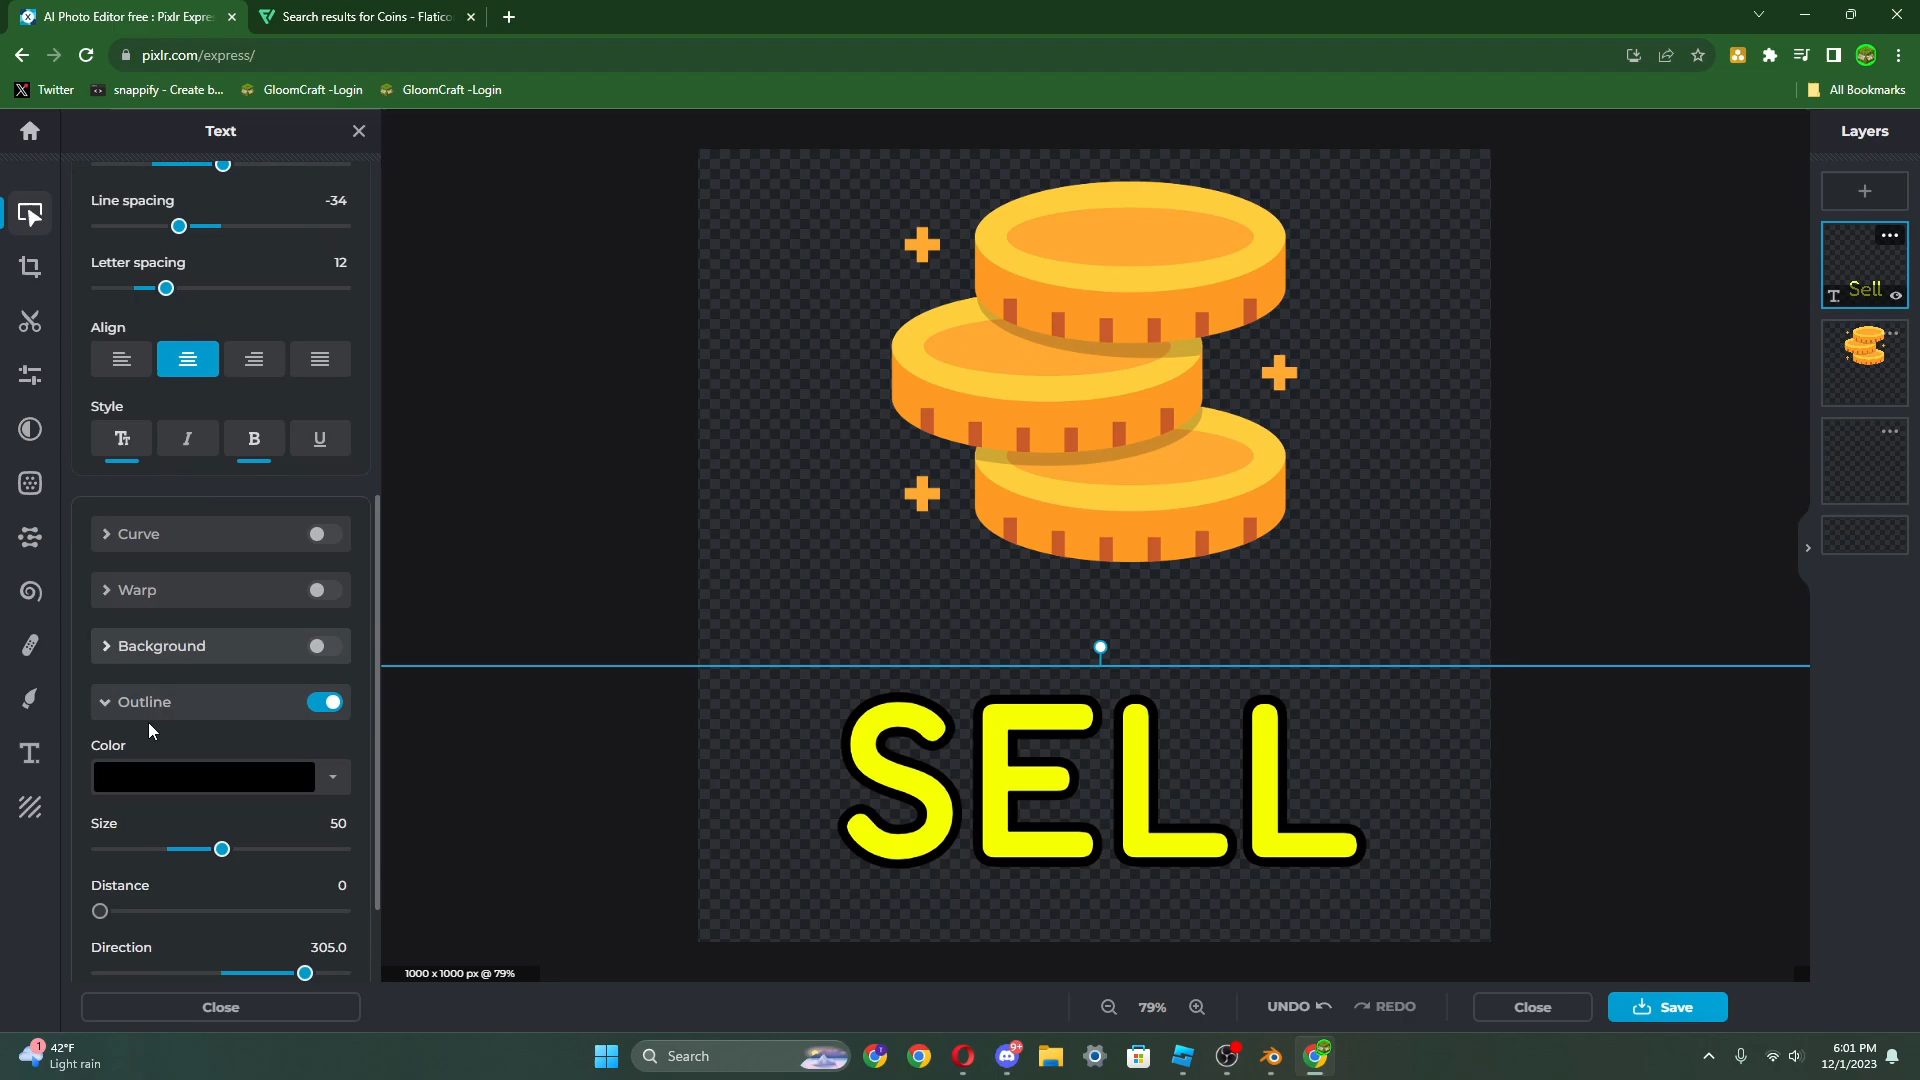 AI Photo Editor free : Pixlr Expre
Search results for Coins - Flatico
pixlr.com/express/
Twitter
snappify - Create b...
GloomCraft -Login
GloomCraft -Login
All Bookmarks
Text
Layers
Line spacing
-34
Letter spacing
12
Align
Style
Curve
Warp
Background
Outline
Color
Size
50
Distance
0
Direction
305.0
Close
Sell
SELL
1000 x 1000 px @ 79%
79%
UNDO
REDO
Close
Save
1
42°F
Light rain
Search
9+
6:01 PM
12/1/2023